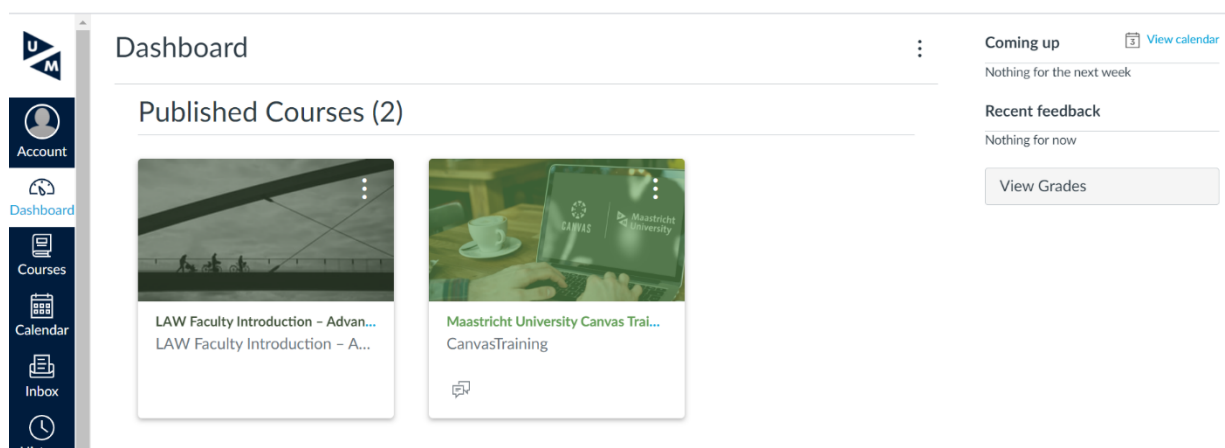 UM
Account
Dashboard
Courses
Calendar
Inbox
Dashboard
Published Courses (2)
CANVAS
Maastricht
University
LAW Faculty Introduction – Advan...
LAW Faculty Introduction – A...
Maastricht University Canvas Trai...
CanvasTraining
Coming up
3
View calendar
Nothing for the next week
Recent feedback
Nothing for now
View Grades